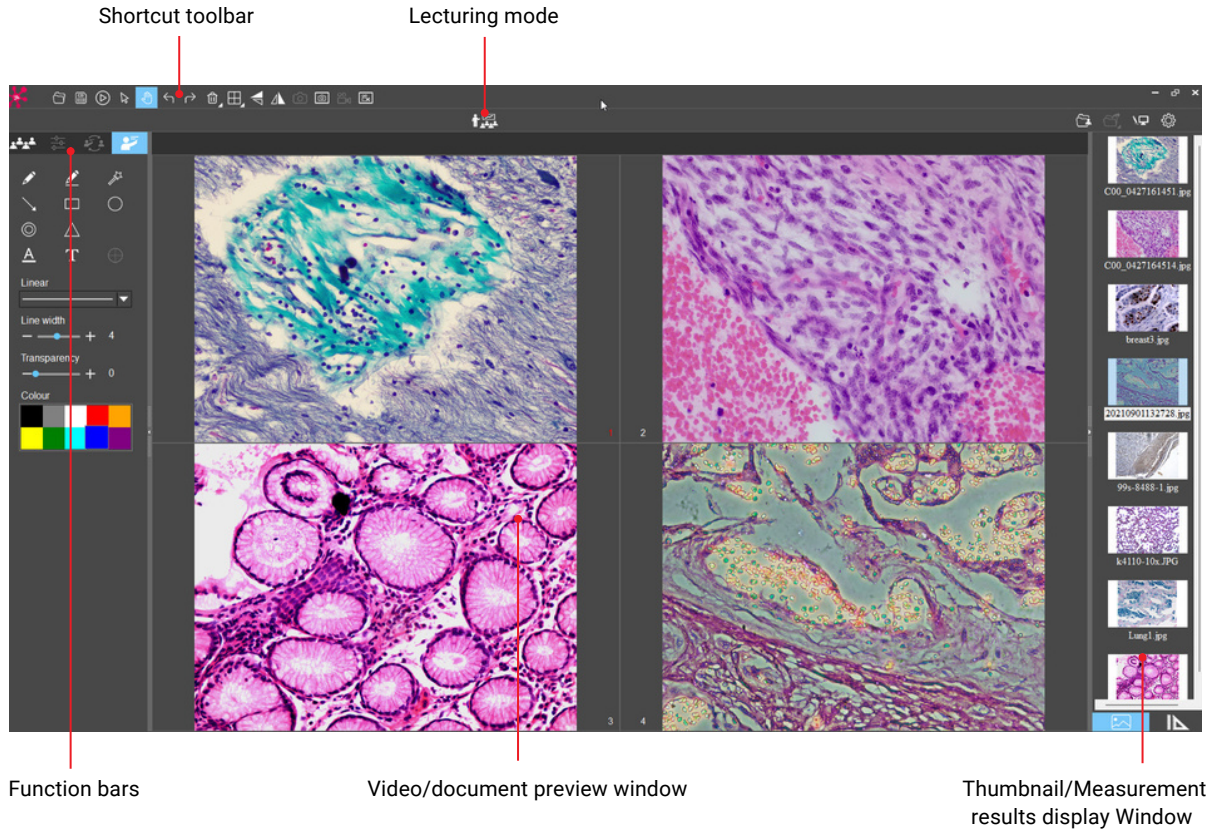 Shortcut toolbar
Lecturing mode
A
T
Linear
Line width
4
Transparency
0
Colour
1
2
3
4
C00_0427161451.jpg
C00_0427164514.jpg
breast3.jpg
20210901132728.jpg
99s-8488-1.jpg
k4110-10x.JPG
Lung1.jpg
Function bars
Video/document preview window
Thumbnail/Measurement
results display Window